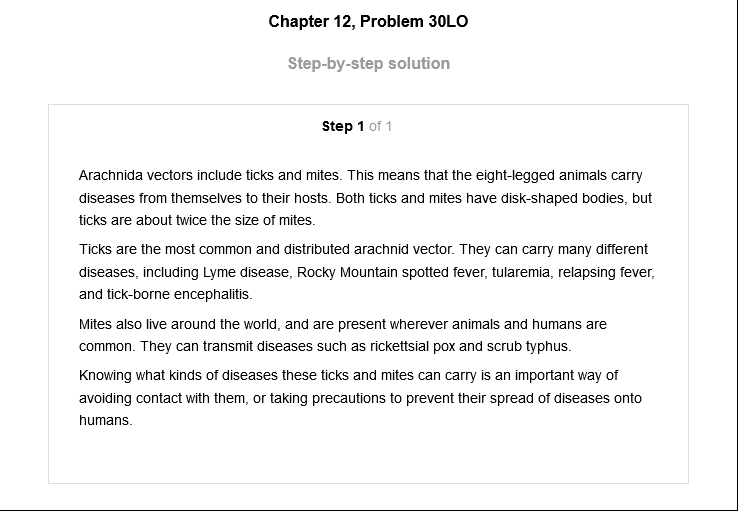 Chapter 12, Problem 30LO
Step-by-step solution
Step 1 of 1
Arachnida vectors include ticks and mites. This means that the eight-legged animals carry
diseases from themselves to their hosts. Both ticks and mites have disk-shaped bodies, but
ticks are about twice the size of mites.
Ticks are the most common and distributed arachnid vector. They can carry many different
diseases, including Lyme disease, Rocky Mountain spotted fever, tularemia, relapsing fever,
and tick-borne encephalitis.
Mites also live around the world, and are present wherever animals and humans are
common. They can transmit diseases such as rickettsial pox and scrub typhus.
Knowing what kinds of diseases these ticks and mites can carry is an important way of
avoiding contact with them, or taking precautions to prevent their spread of diseases onto
humans.